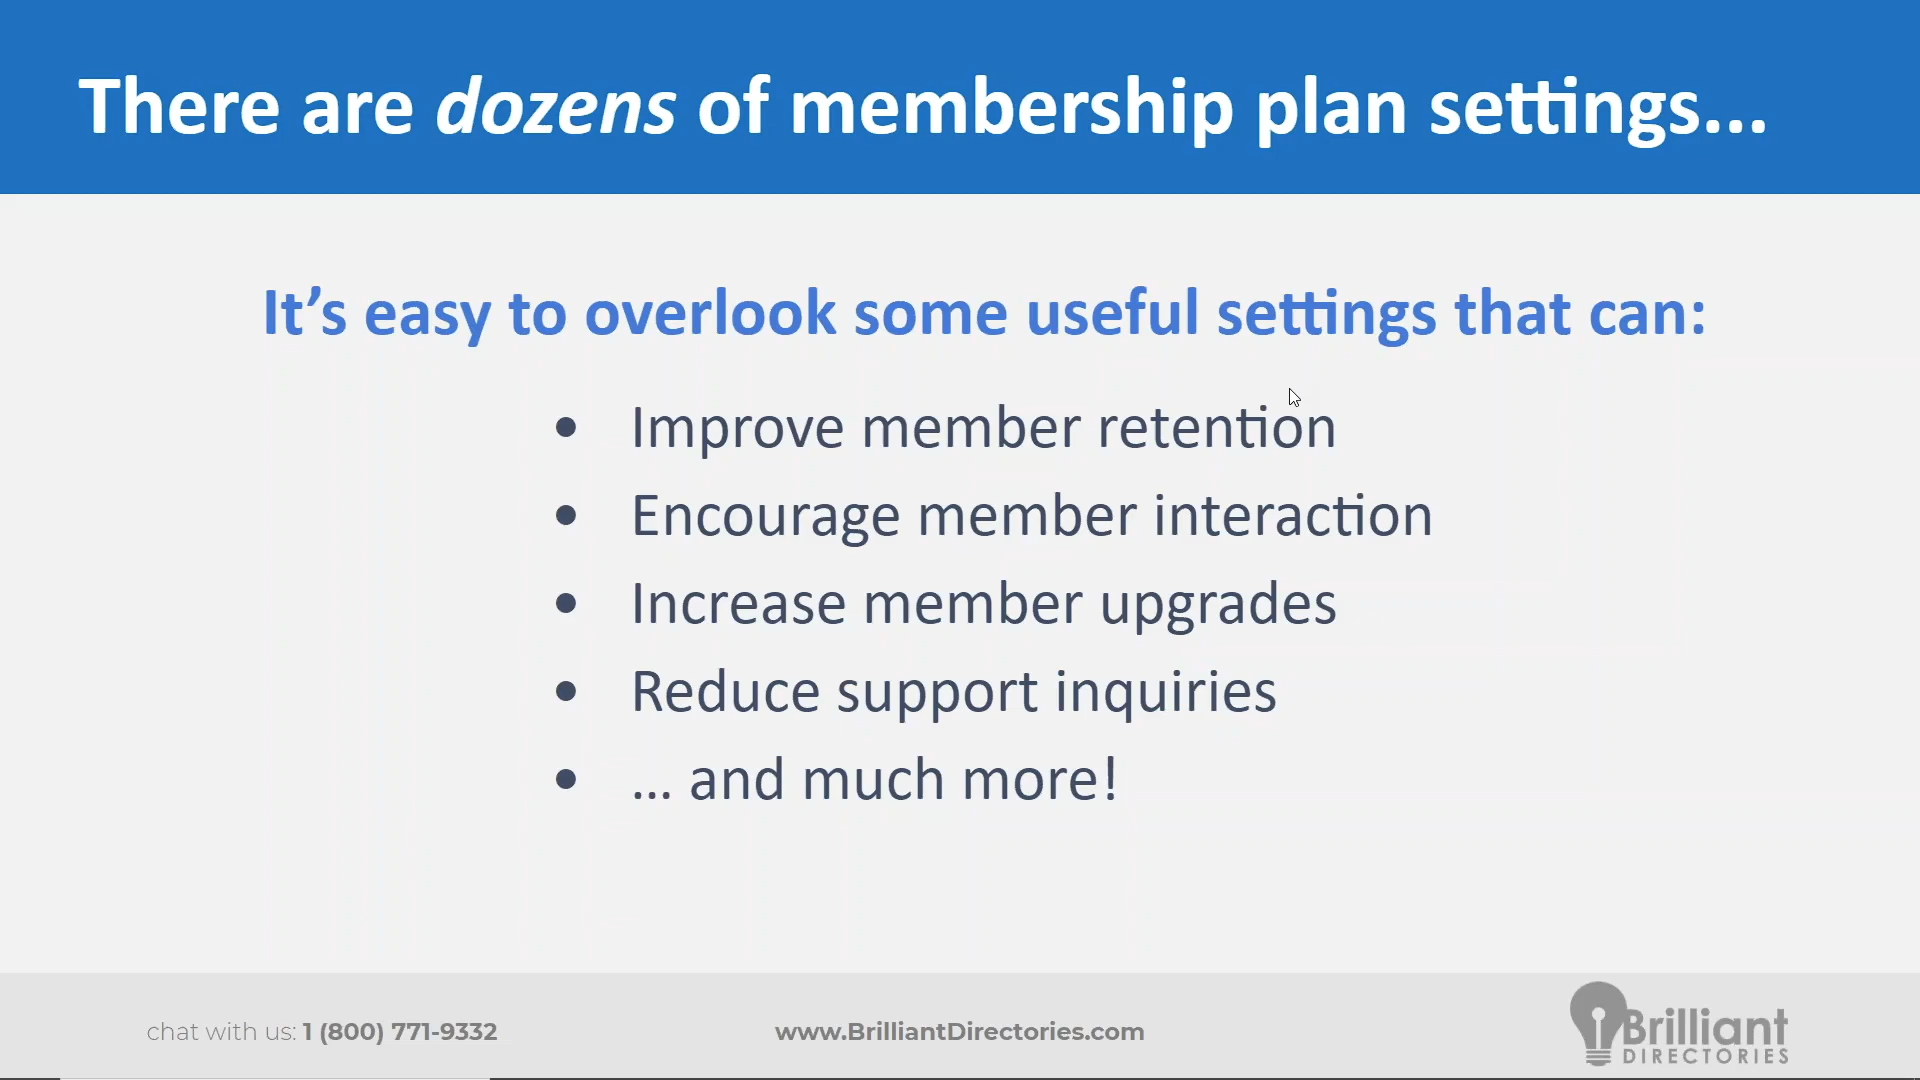 There are dozens of membership plan settings...
It’s easy to overlook some useful settings that can:
• Improve member retention
• Encourage member interaction
• Increase member upgrades
• Reduce support inquiries
• ... and much more!
chat with us: 1 (800) 771-9332
www.BrilliantDirectories.com
Brilliant
DIRECTORIES